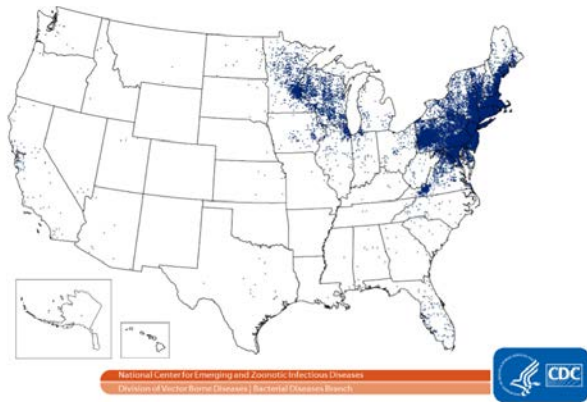 National Center for Emerging and Zoonotic Infectious Diseases
Division of Vector Borne Diseases | Bacterial Diseases Branch
CDC